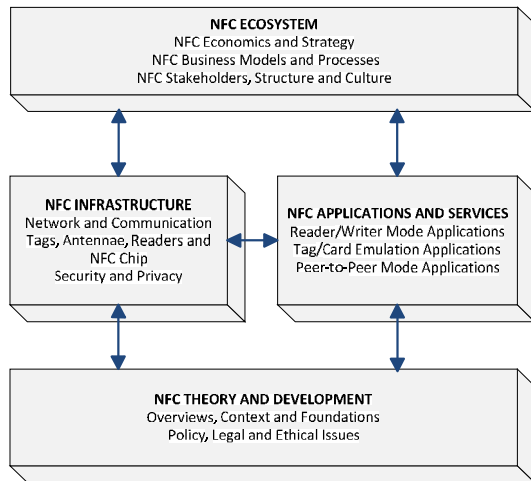 NFC ECOSYSTEM
NFC Economics and Strategy
NFC Business Models and Processes
NFC Stakeholders, Structure and Culture
NFC INFRASTRUCTURE
Network and Communication
Tags, Antennae, Readers and
NFC Chip
Security and Privacy
NFC APPLICATIONS AND SERVICES
Reader/Writer Mode Applications
Tag/Card Emulation Applications
Peer-to-Peer Mode Applications
NFC THEORY AND DEVELOPMENT
Overviews, Context and Foundations
Policy, Legal and Ethical Issues